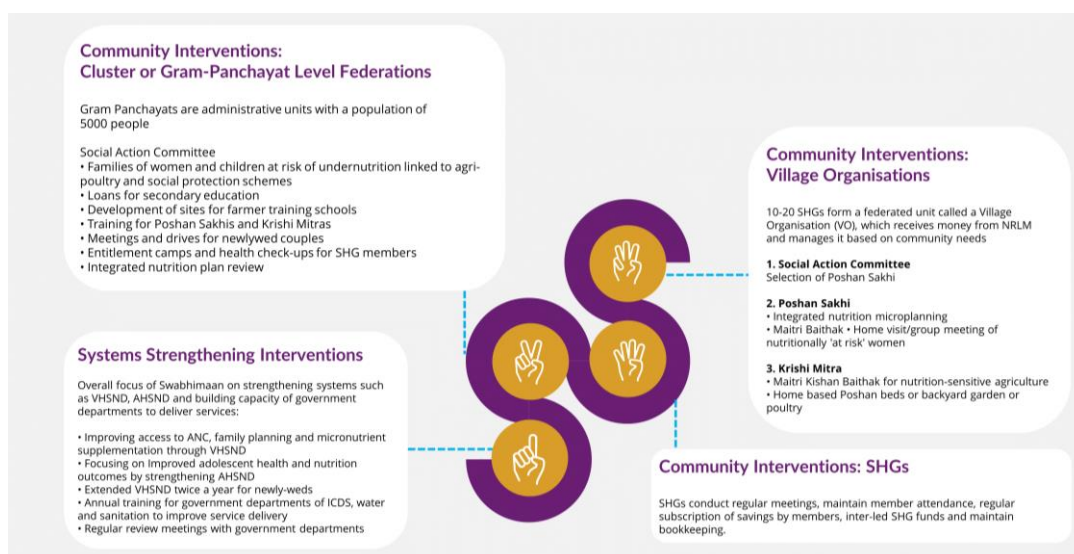 Community Interventions:
Cluster or Gram-Panchayat Level Federations
Gram Panchayats are administrative units with a population of
5000 people
Social Action Committee
• Families of women and children at risk of undernutrition linked to agri-
poultry and social protection schemes
• Loans for secondary education
• Development of sites for farmer training schools
• Training for Poshan Sakhis and Krishi Mitras
• Meetings and drives for newlywed couples
• Entitlement camps and health check-ups for SHG members
• Integrated nutrition plan review
Community Interventions:
Village Organisations
10-20 SHGs form a federated unit called a Village
Organisation (VO), which receives money from NRLM
and manages it based on community needs
1. Social Action Committee
Selection of Poshan Sakhi
2. Poshan Sakhi
• Integrated nutrition microplanning
• Maitri Baithak • Home visit/group meeting of
nutritionally 'at risk' women
3. Krishi Mitra
• Maitri Kishan Baithak for nutrition-sensitive agriculture
• Home based Poshan beds or backyard garden or
poultry
Systems Strengthening Interventions
Overall focus of Swabhimaan on strengthening systems such
as VHSND, AHSND and building capacity of government
departments to deliver services:
• Improving access to ANC, family planning and micronutrient
supplementation through VHSND
• Focusing on Improved adolescent health and nutrition
outcomes by strengthening AHSND
• Extended VHSND twice a year for newly-weds
• Annual training for government departments of ICDS, water
and sanitation to improve service delivery
• Regular review meetings with government departments
Community Interventions: SHGs
SHGs conduct regular meetings, maintain member attendance, regular
subscription of savings by members, inter-led SHG funds and maintain
bookkeeping.